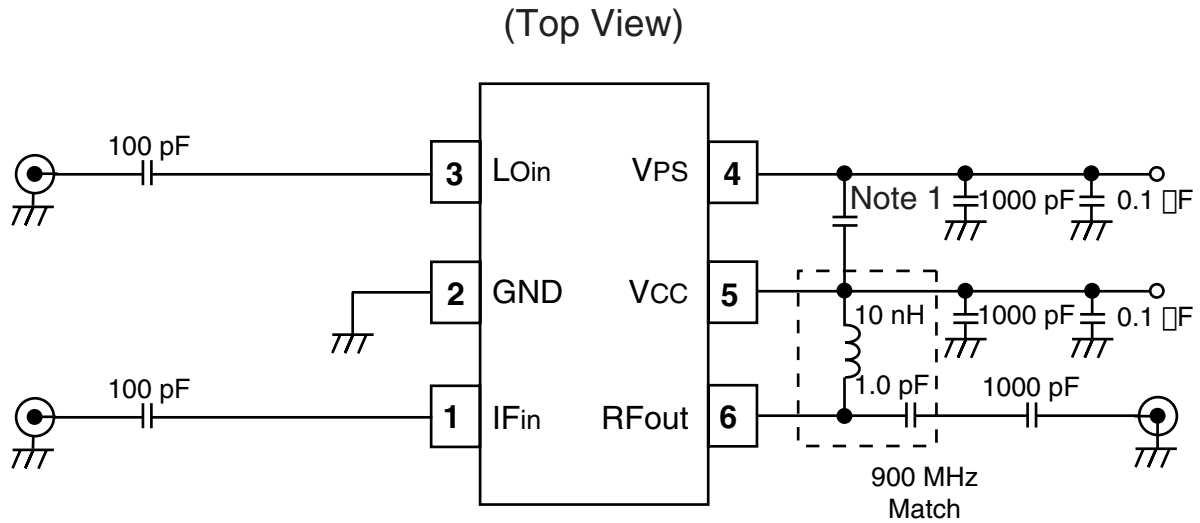 (Top View)
100 pF
3 LOin
VPS 4
Note 1
1000 pF
0.1 □F
2 GND
VCC 5
10 nH
1000 pF
0.1 □F
100 pF
1 IFin
RFout 6
1.0 pF
1000 pF
900 MHz
Match